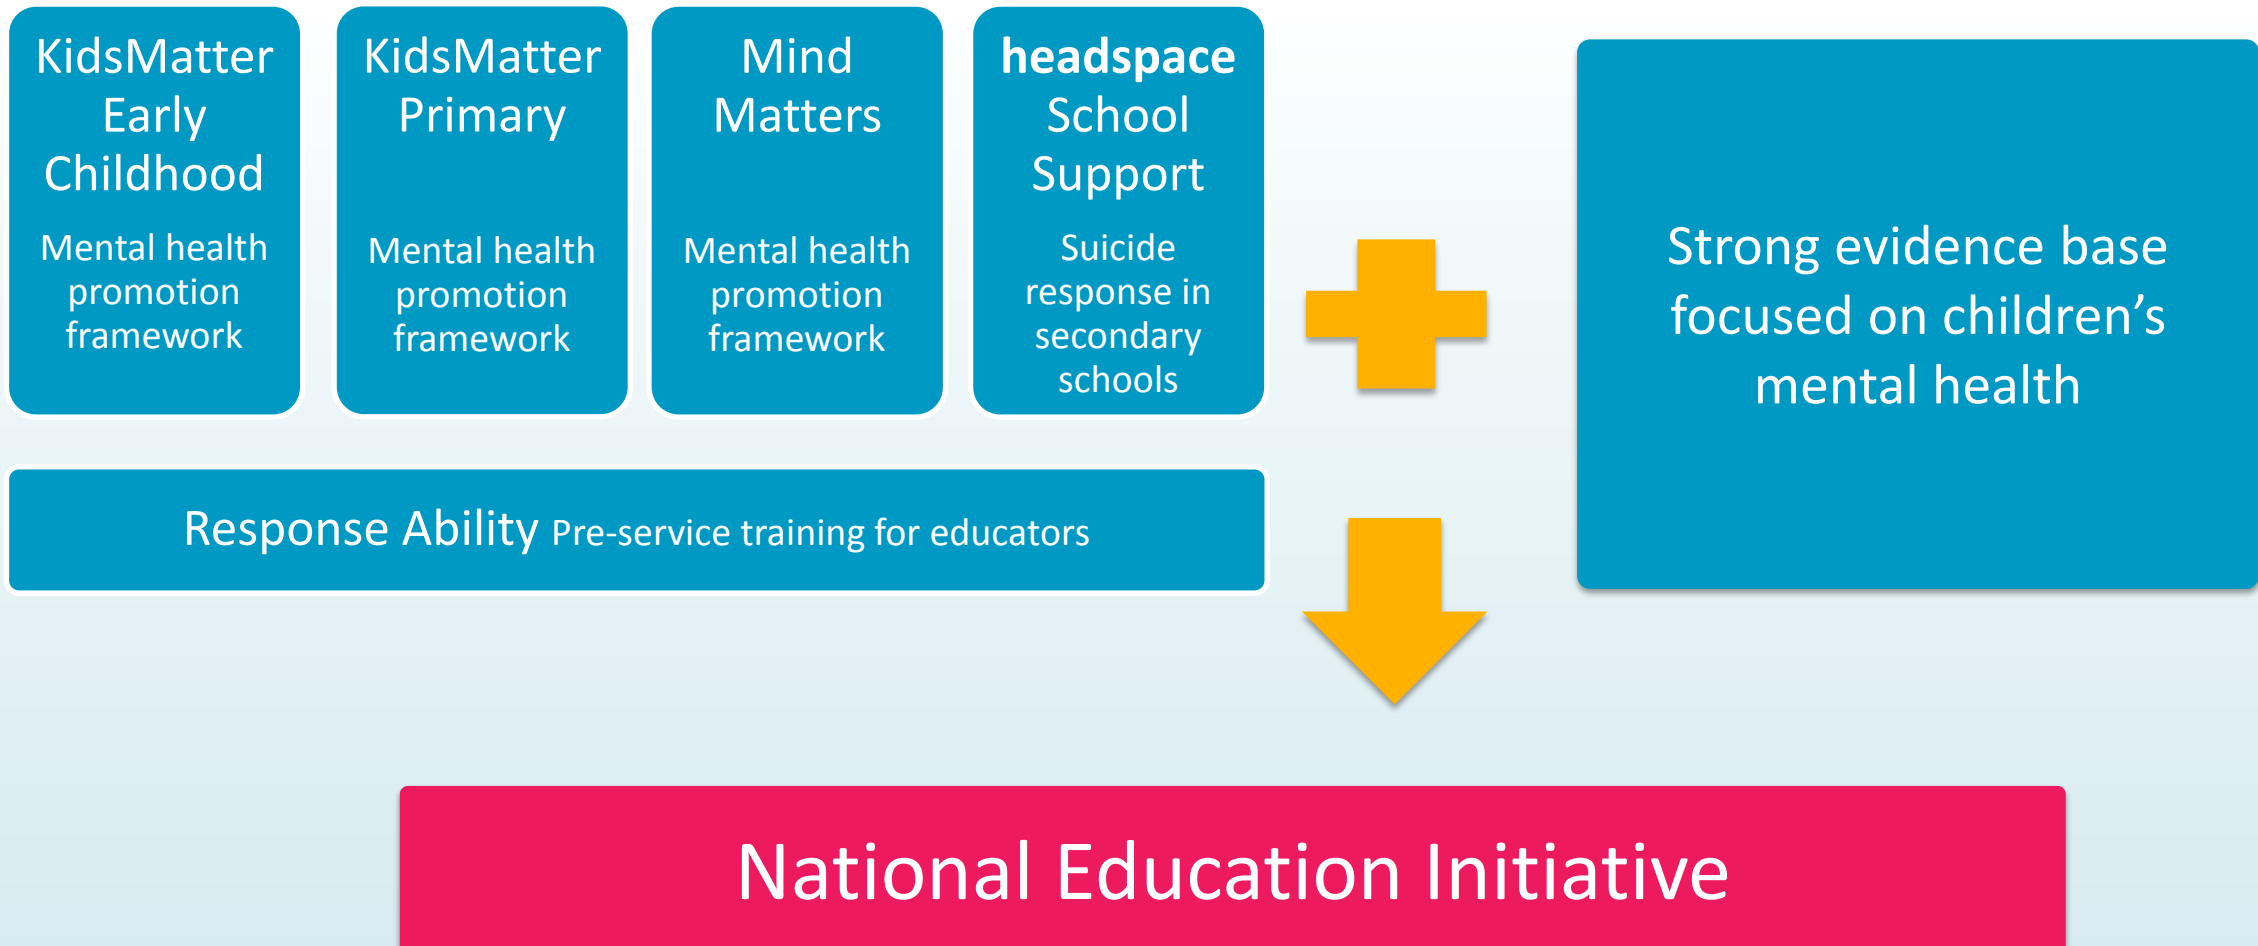 KidsMatter
Early
Childhood
Mental health
promotion
framework
KidsMatter
Primary
Mental health
promotion
framework
Mind
Matters
Mental health
promotion
framework
headspace
School
Support
Suicide
response in
secondary
schools
Strong evidence base
focused on children’s
mental health
Response Ability Pre-service training for educators
National Education Initiative